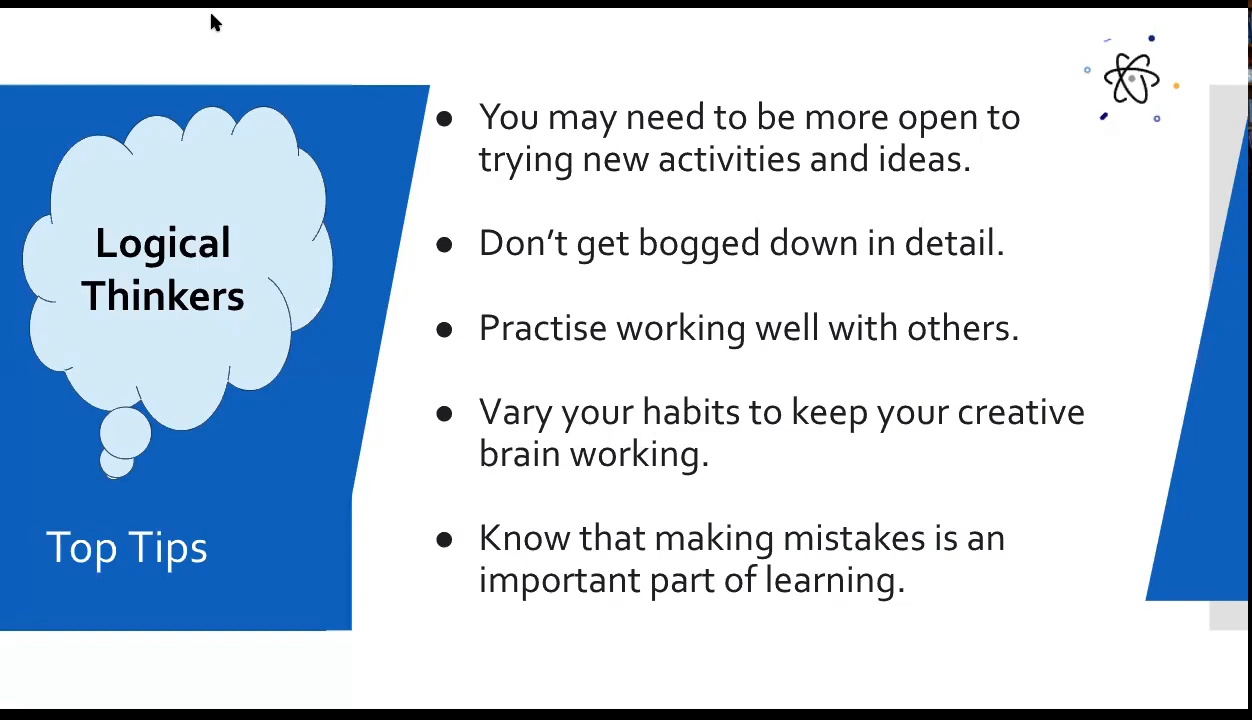 Logical
Thinkers
Top Tips
● You may need to be more open to
trying new activities and ideas.
● Don’t get bogged down in detail.
● Practise working well with others.
● Vary your habits to keep your creative
brain working.
● Know that making mistakes is an
important part of learning.